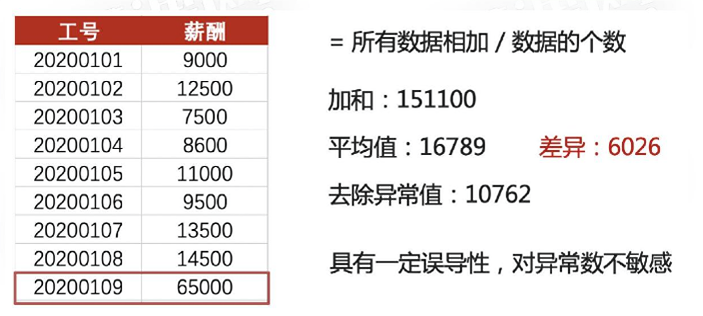 工号 薪酬
20200101 9000
20200102 12500
20200103 7500
20200104 8600
20200105 11000
20200106 9500
20200107 13500
20200108 14500
20200109 65000
= 所有数据相加 / 数据的个数
加和：151100
平均值：16789 差异：6026
去除异常值：10762
具有一定误导性，对异常数不敏感